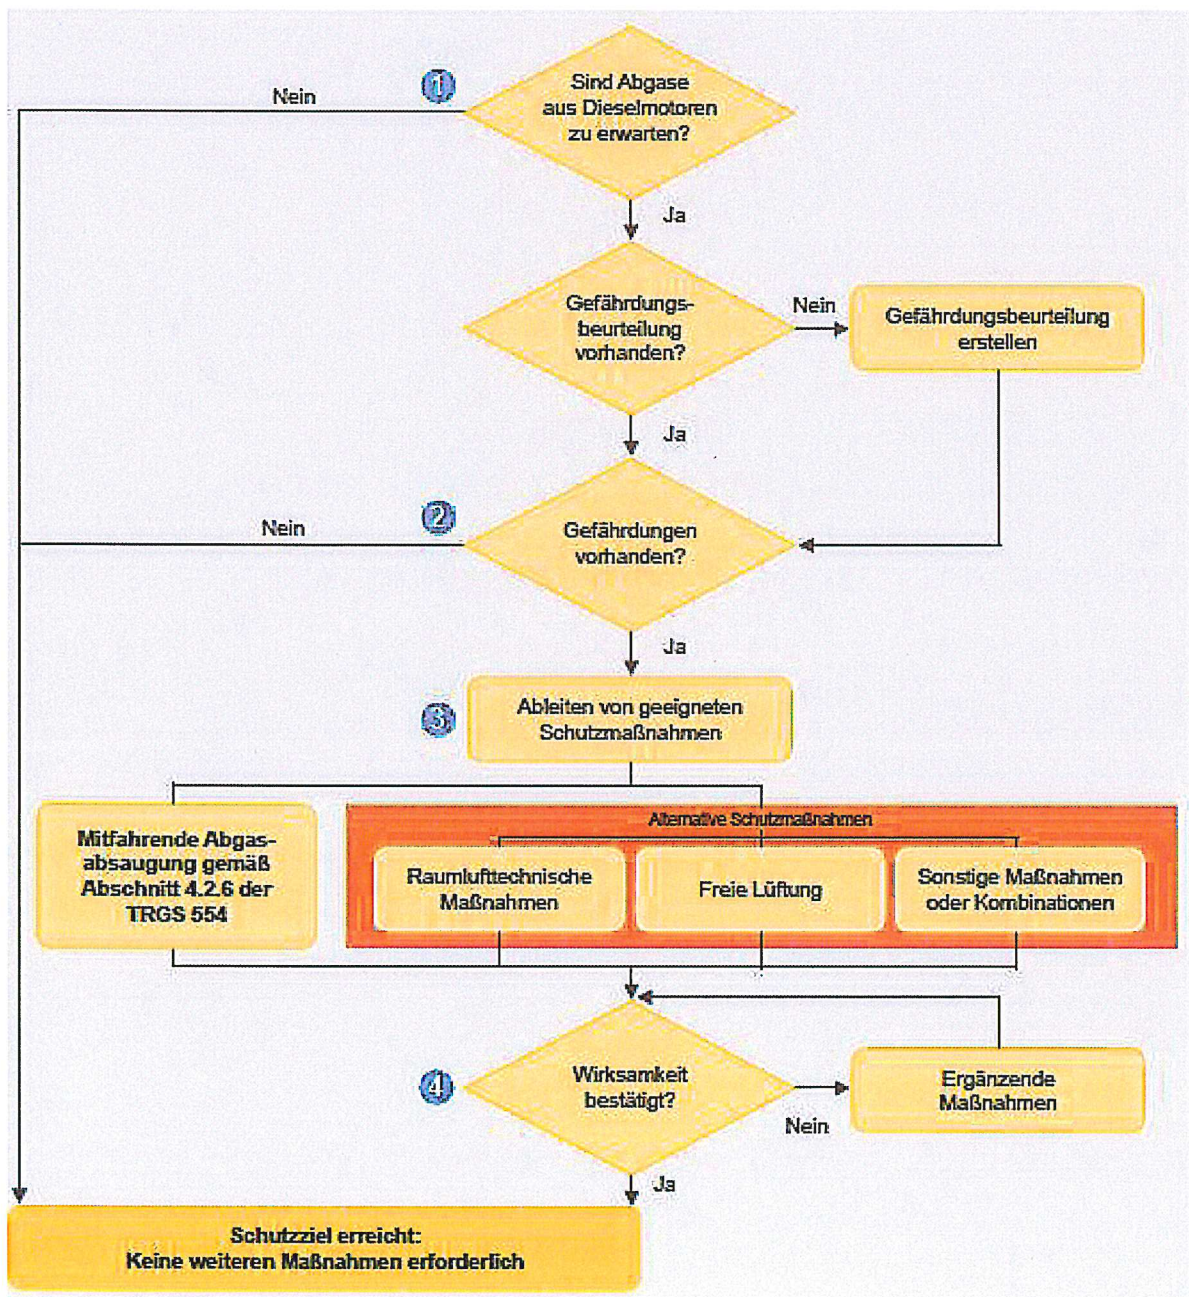 1
Sind Abgase
aus Dieselmotoren
zu erwarten?
Nein
Ja
Gefährdungs-
beurteilung
vorhanden?
Nein
Gefährdungsbeurteilung
erstellen
Ja
2
Gefährdungen
vorhanden?
Nein
Ja
3
Ableiten von geeigneten
Schutzmaßnahmen
Mitfahrende Abgas-
absaugung gemäß
Abschnitt 4.2.6 der
TRGS 554
Alternative Schutzmaßnahmen
Raumlufttechnische
Maßnahmen
Freie Lüftung
Sonstige Maßnahmen
oder Kombinationen
4
Wirksamkeit
bestätigt?
Nein
Ergänzende
Maßnahmen
Ja
Schutzziel erreicht:
Keine weiteren Maßnahmen erforderlich